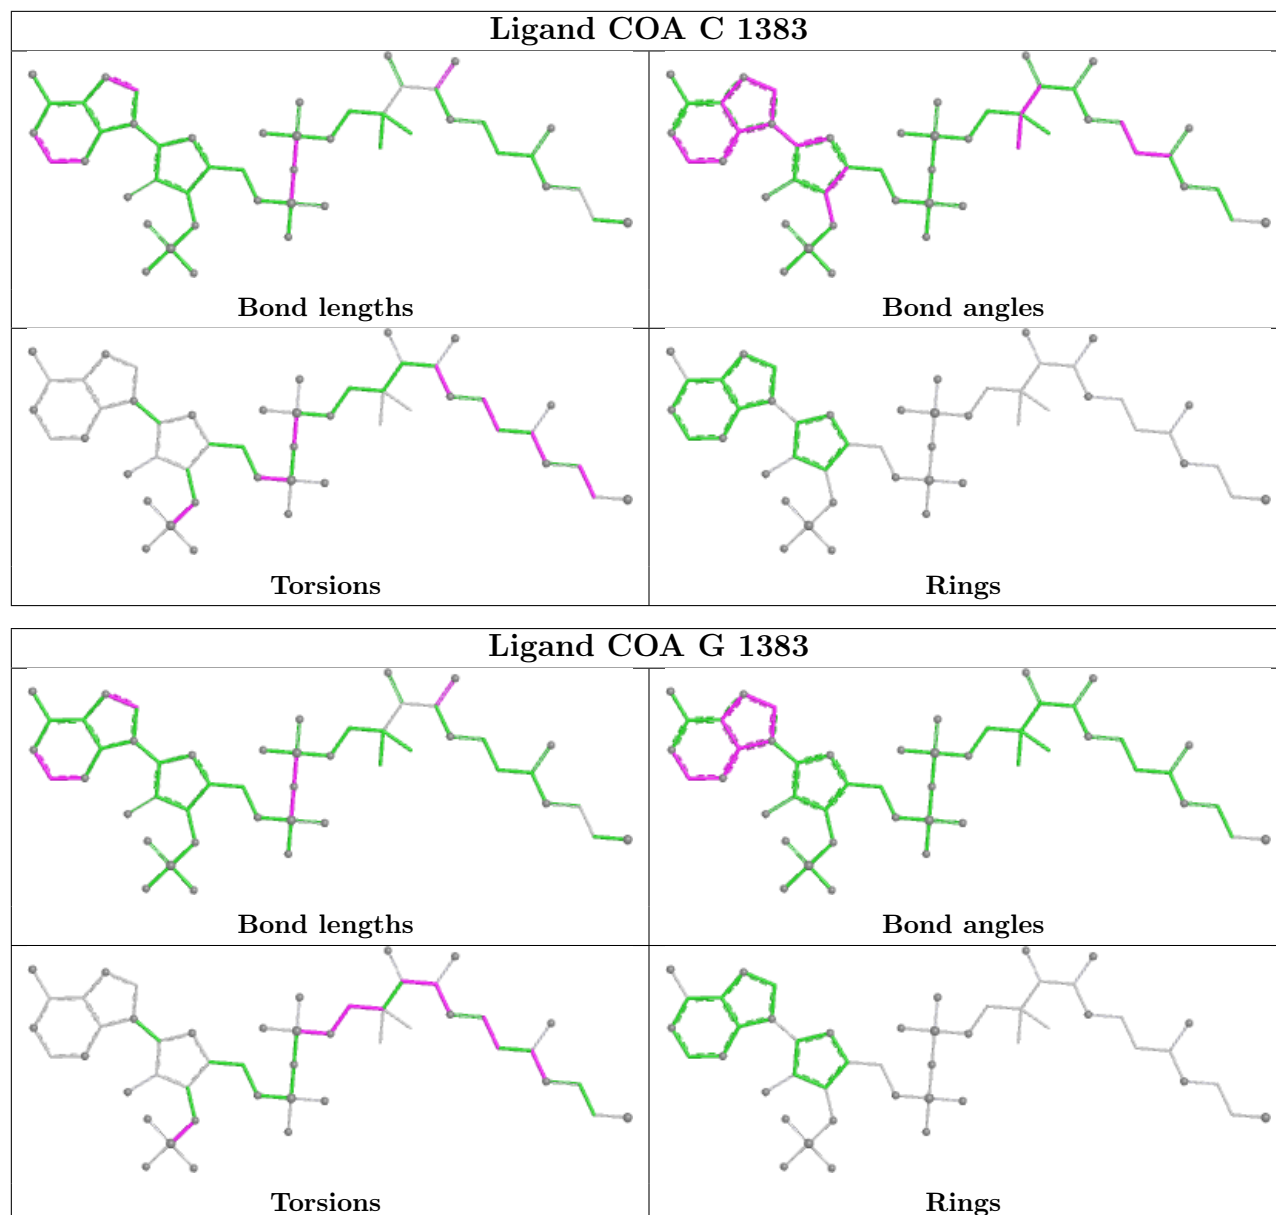 Ligand COA C 1383
Bond lengths
Bond angles
Torsions
Rings
Ligand COA G 1383
Bond lengths
Bond angles
Torsions
Rings